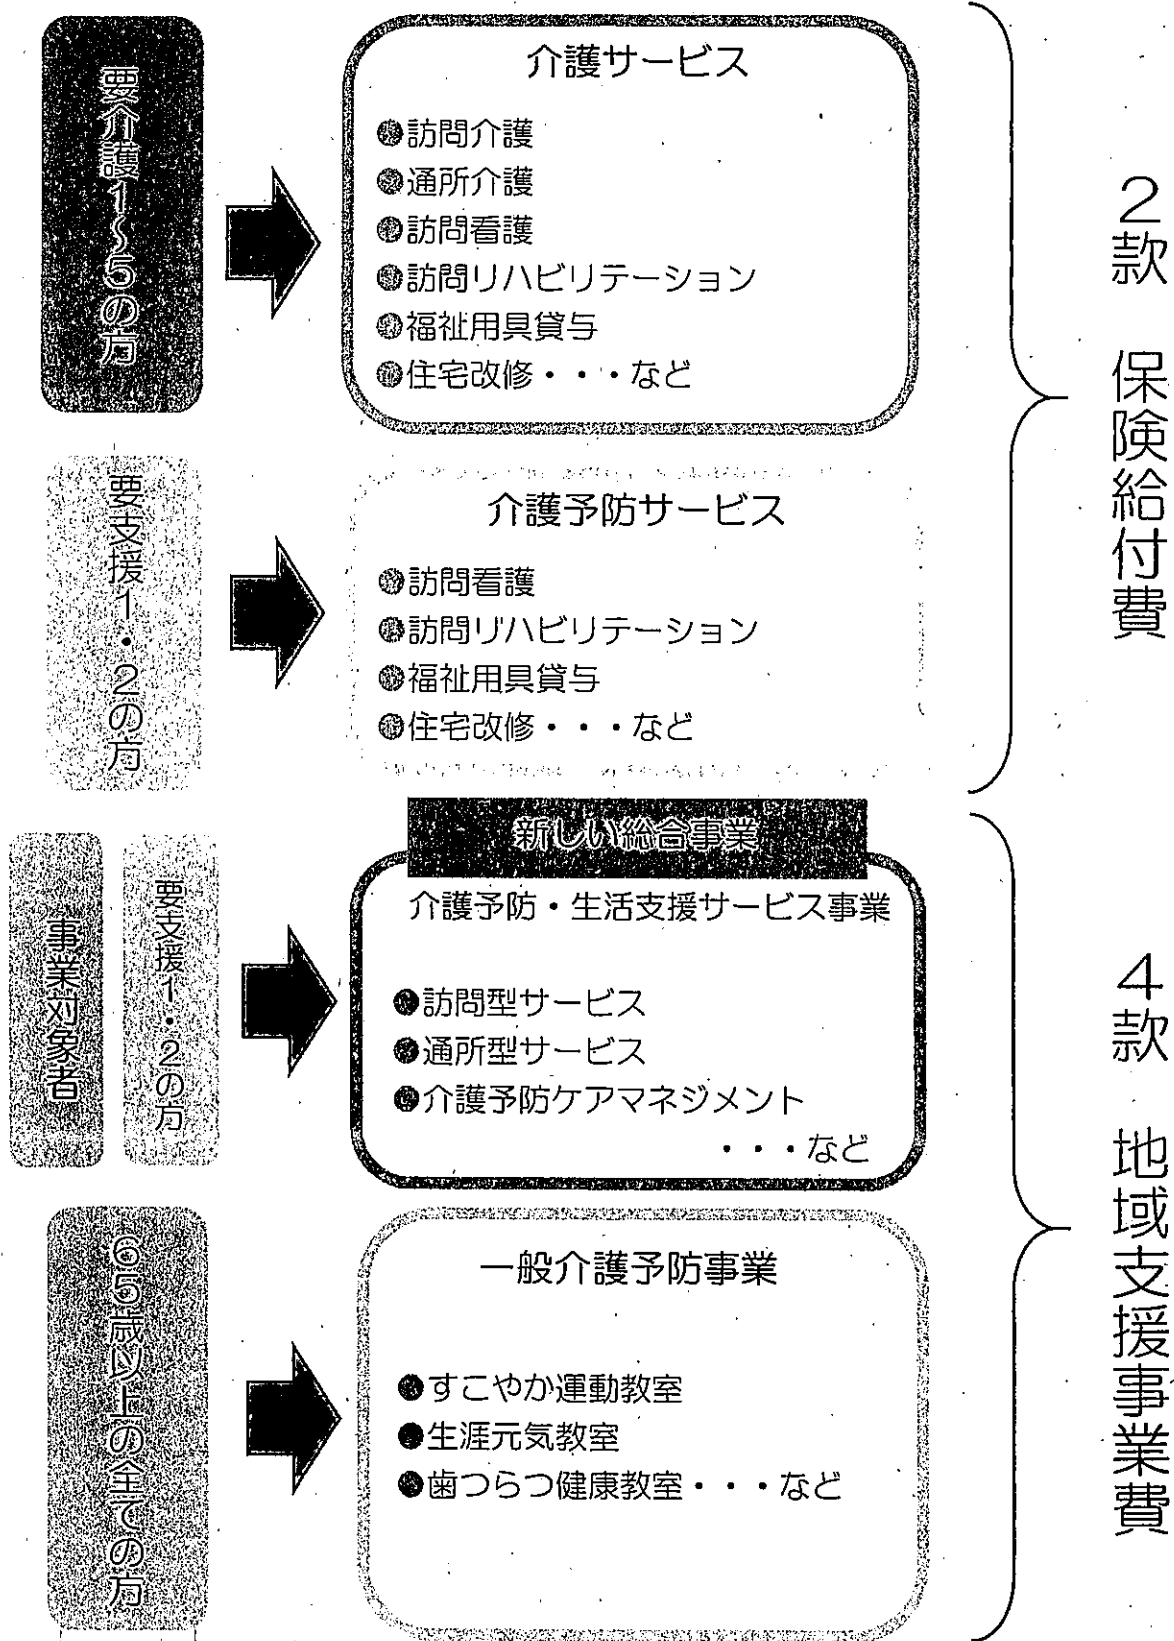 要介護1～5の方
介護サービス
●訪問介護
●通所介護
●訪問看護
●訪問リハビリテーション
●福祉用具貸与
●住宅改修・・・など
2款　保険給付費
要支援1・2の方
介護予防サービス
●訪問看護
●訪問リハビリテーション
●福祉用具貸与
●住宅改修・・・など
事業対象者
要支援1・2の方
新しい総合事業
介護予防・生活支援サービス事業
●訪問型サービス
●通所型サービス
●介護予防ケアマネジメント
・・・など
4款　地域支援事業費
65歳以上の全ての方
一般介護予防事業
●すこやか運動教室
●生涯元気教室
●歯つらつ健康教室・・・など